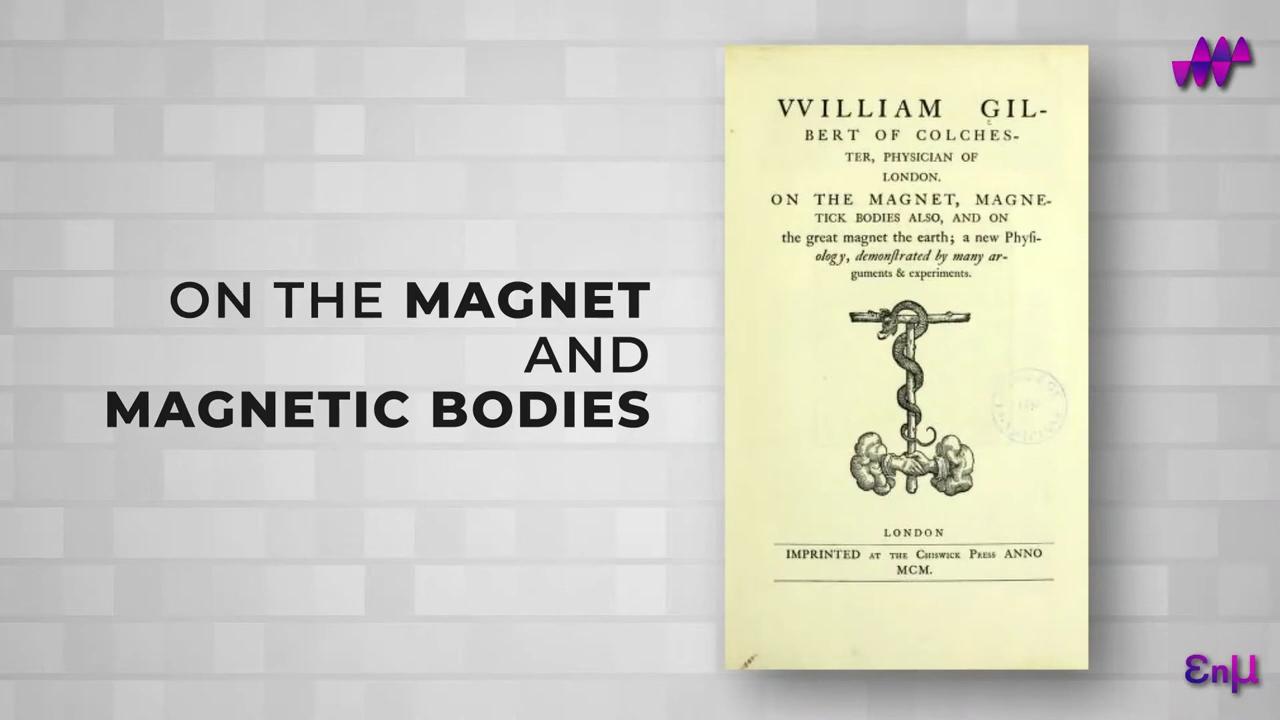 ON THE MAGNET
AND
MAGNETIC BODIES
VVILLIAM GIL-
BERT OF COLCHES-
TER, PHYSICIAN OF
LONDON.
ON THE MAGNET, MAGNE-
TICK BODIES ALSO, AND ON
the great magnet the earth; a new Phyſi-
ology, demonſtrated by many ar-
guments & experiments.
LONDON
IMPRINTED AT THE CHISWICK PRESS ANNO
MCM.
εnμ